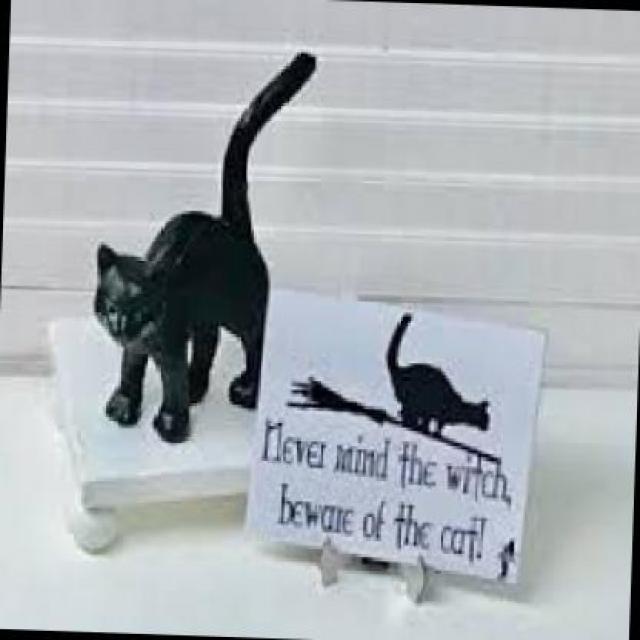 Never mind the witch,
beware of the cat!